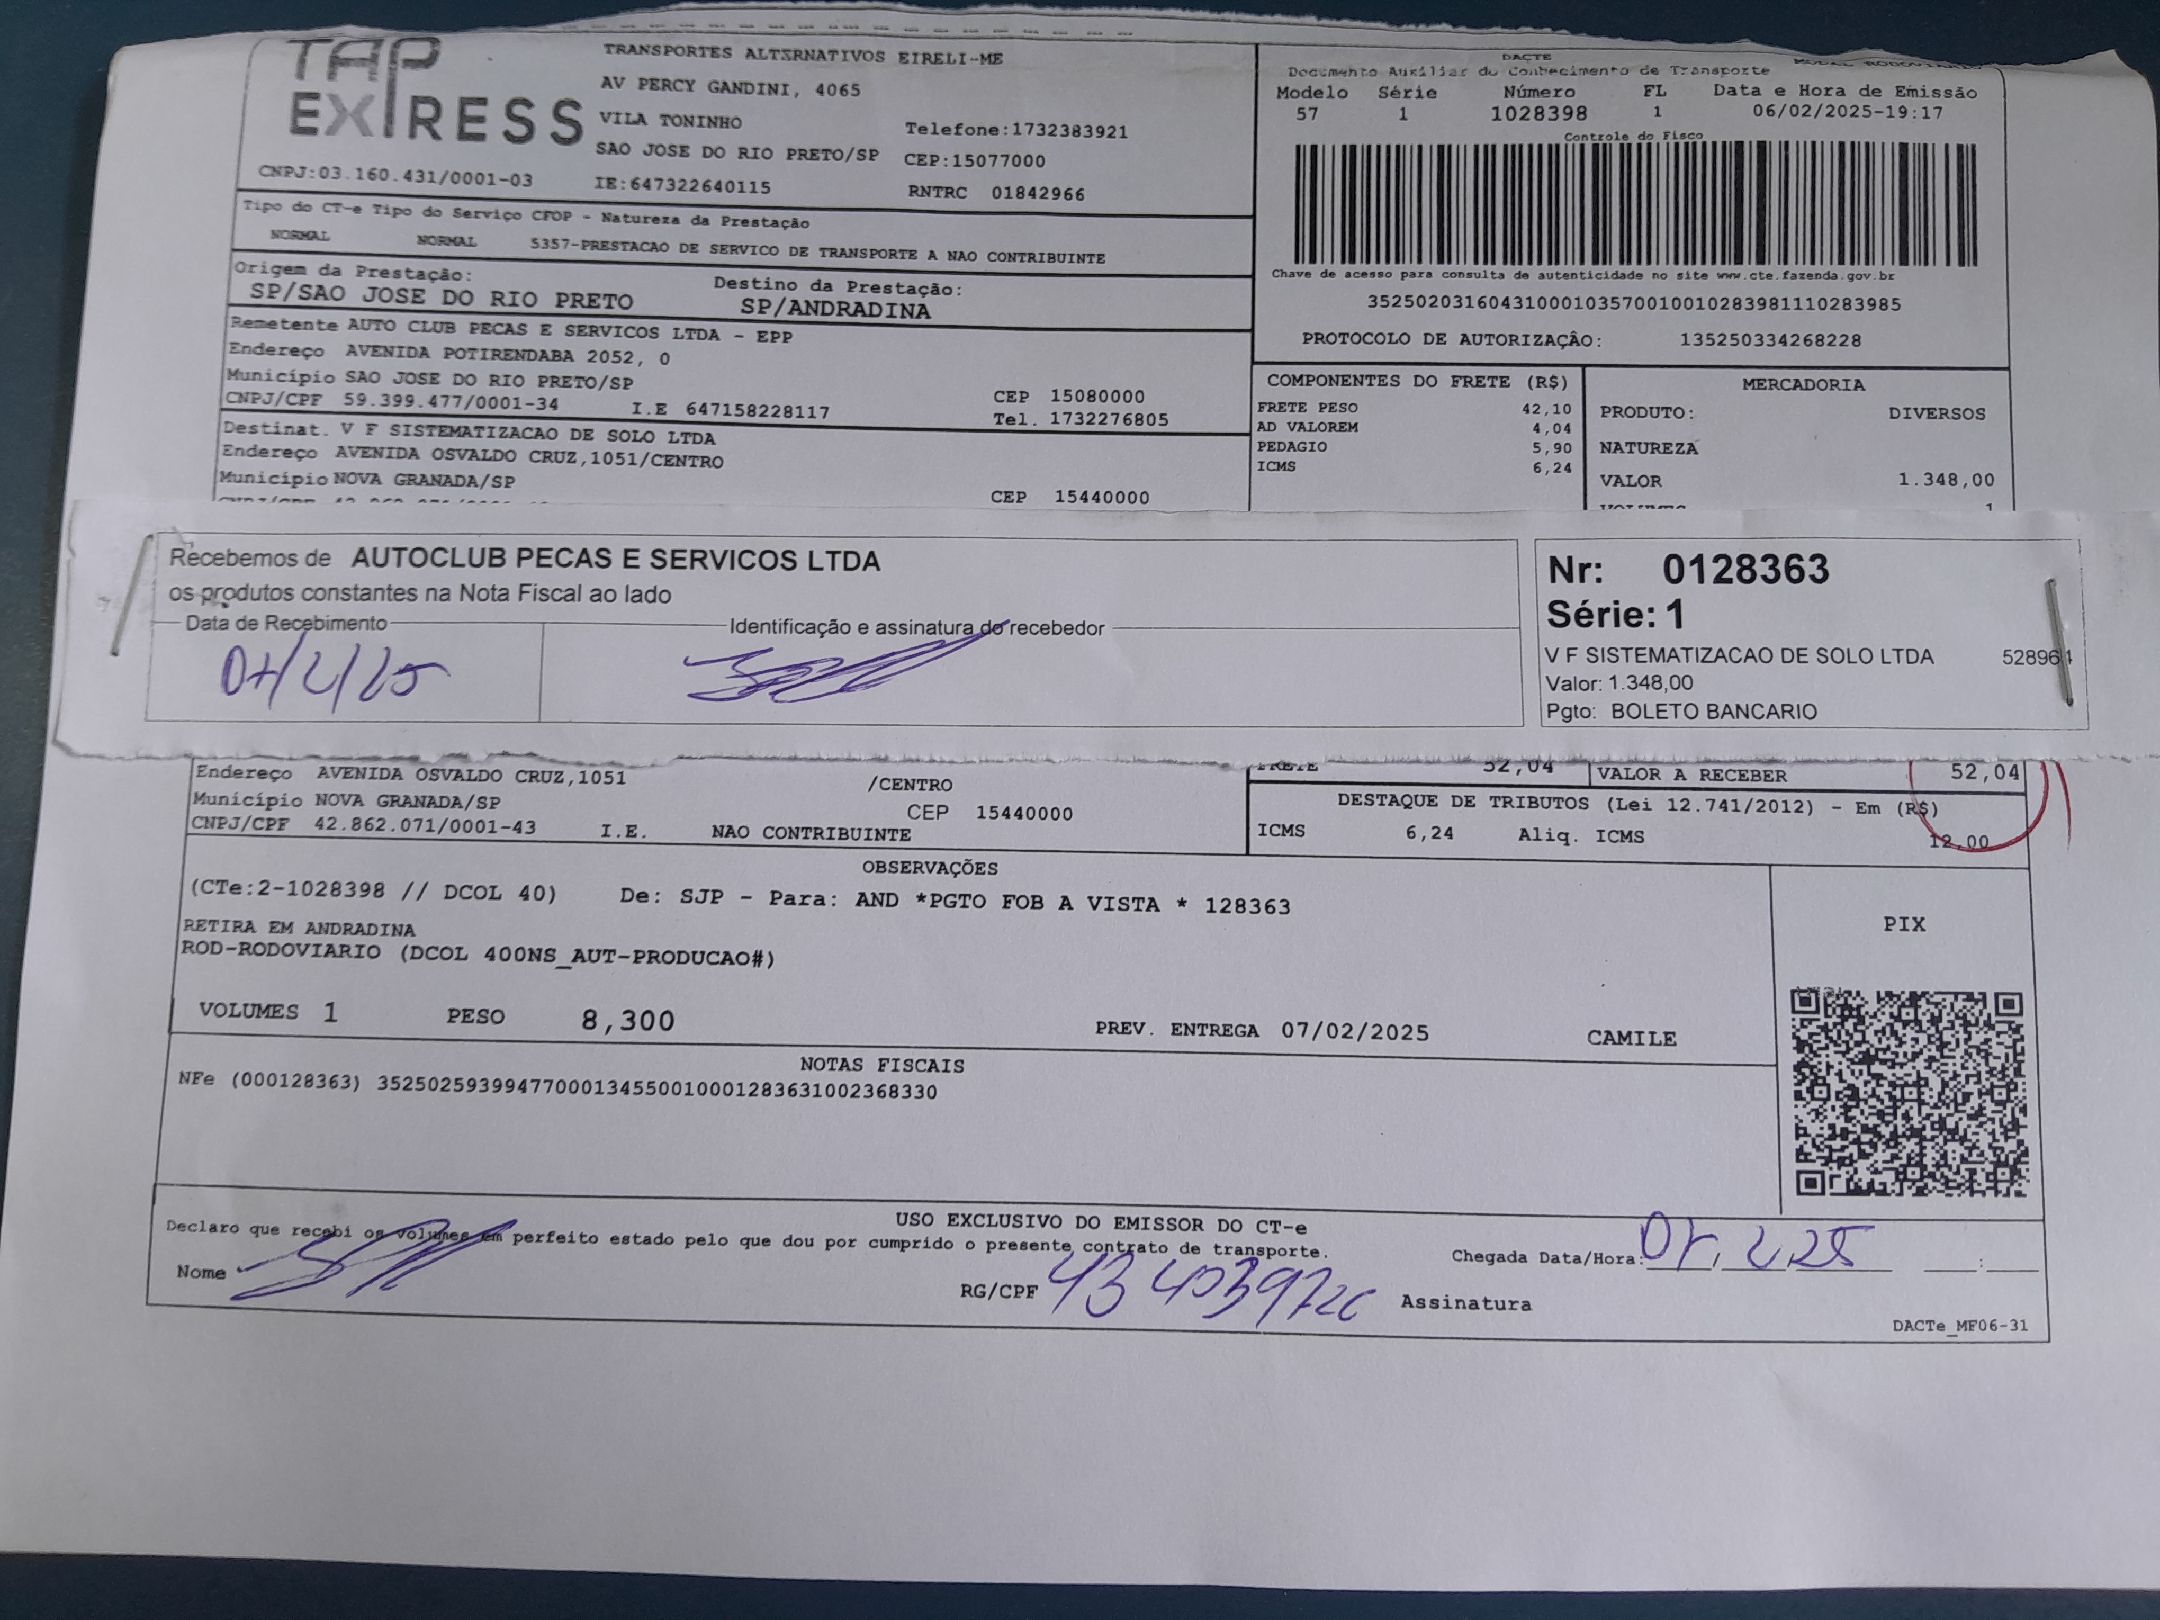 TAP EXPRESS
TRANSPORTES ALTERNATIVOS EIRELI-ME
AV PERCY GANDINI, 4065
VILA TONINHO Telefone:1732383921
SAO JOSE DO RIO PRETO/SP CEP:15077000
CNPJ:03.160.431/0001-03 IE:647322640115 RNTRC 01842966
DACTE
Documento Auxiliar do Conhecimento de Transporte
Modelo Série Número FL Data e Hora de Emissão
57 1 1028398 1 06/02/2025-19:17
Controle do Fisco
Chave de acesso para consulta de autenticidade no site www.cte.fazenda.gov.br
35250203160431000103570010010283981110283985
PROTOCOLO DE AUTORIZAÇÂO: 135250334268228
Tipo do CT-e Tipo do Serviço CFOP - Natureza da Prestação
NORMAL NORMAL 5357-PRESTACAO DE SERVICO DE TRANSPORTE A NAO CONTRIBUINTE
Origem da Prestação: Destino da Prestação:
SP/SAO JOSE DO RIO PRETO SP/ANDRADINA
Remetente AUTO CLUB PECAS E SERVICOS LTDA - EPP
Endereço AVENIDA POTIRENDABA 2052, 0
Município SAO JOSE DO RIO PRETO/SP CEP 15080000
CNPJ/CPF 59.399.477/0001-34 I.E 647158228117 Tel. 1732276805
Destinat. V F SISTEMATIZACAO DE SOLO LTDA
Endereço AVENIDA OSVALDO CRUZ,1051/CENTRO
Município NOVA GRANADA/SP CEP 15440000
COMPONENTES DO FRETE (R$)
FRETE PESO 42,10
AD VALOREM 4,04
PEDAGIO 5,90
ICMS 6,24
MERCADORIA
PRODUTO: DIVERSOS
NATUREZA
VALOR 1.348,00
Recebemos de AUTOCLUB PECAS E SERVICOS LTDA
os produtos constantes na Nota Fiscal ao lado
Data de Recebimento Identificação e assinatura do recebedor
Nr: 0128363
Série: 1
V F SISTEMATIZACAO DE SOLO LTDA 528964
Valor: 1.348,00
Pgto: BOLETO BANCARIO
Endereço AVENIDA OSVALDO CRUZ,1051 /CENTRO
Município NOVA GRANADA/SP CEP 15440000
CNPJ/CPF 42.862.071/0001-43 I.E. NAO CONTRIBUINTE
FRETE 52,04 VALOR A RECEBER 52,04
DESTAQUE DE TRIBUTOS (Lei 12.741/2012) - Em (R$)
ICMS 6,24 Aliq. ICMS 12,00
OBSERVAÇÕES
(CTe:2-1028398 // DCOL 40) De: SJP - Para: AND *PGTO FOB A VISTA * 128363
RETIRA EM ANDRADINA
ROD-RODOVIARIO (DCOL 400NS_AUT-PRODUCAO#)
VOLUMES 1 PESO 8,300 PREV. ENTREGA 07/02/2025 CAMILE
PIX
NOTAS FISCAIS
NFe (000128363) 35250259399477000134550010001283631002368330
USO EXCLUSIVO DO EMISSOR DO CT-e
Declaro que recebi os volumes em perfeito estado pelo que dou por cumprido o presente contrato de transporte.
Nome RG/CPF Assinatura Chegada Data/Hora:
DACTe_MF06-31